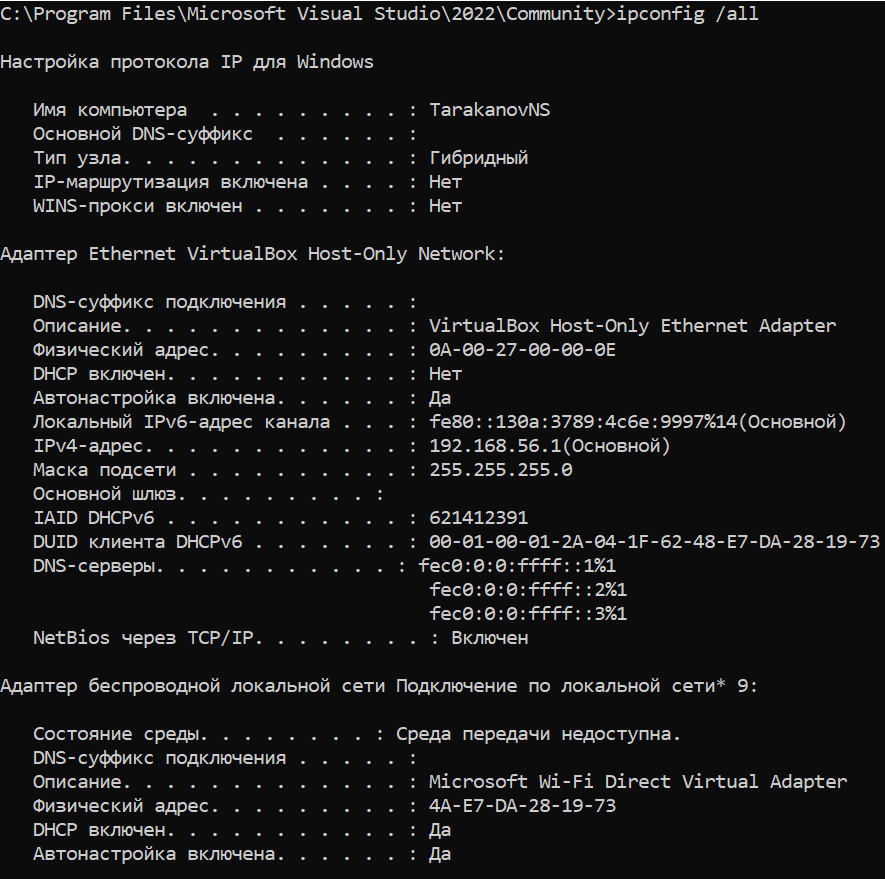 C:\Program Files\Microsoft Visual Studio\2022\Community>ipconfig /all
Настройка протокола IP для Windows
Имя компьютера  . . . . . . . . . : TarakanovNS
Основной DNS-суффикс  . . . . . . :
Тип узла. . . . . . . . . . . . . : Гибридный
IP-маршрутизация включена . . . . : Нет
WINS-прокси включен . . . . . . . : Нет
Адаптер Ethernet VirtualBox Host-Only Network:
DNS-суффикс подключения . . . . . :
Описание. . . . . . . . . . . . . : VirtualBox Host-Only Ethernet Adapter
Физический адрес. . . . . . . . . : 0A-00-27-00-00-0E
DHCP включен. . . . . . . . . . . : Нет
Автонастройка включена. . . . . . : Да
Локальный IPv6-адрес канала . . . : fe80::130a:3789:4c6e:9997%14(Основной)
IPv4-адрес. . . . . . . . . . . . : 192.168.56.1(Основной)
Маска подсети . . . . . . . . . . : 255.255.255.0
Основной шлюз. . . . . . . . . :
IAID DHCPv6 . . . . . . . . . . . : 621412391
DUID клиента DHCPv6 . . . . . . . : 00-01-00-01-2A-04-1F-62-48-E7-DA-28-19-73
DNS-серверы. . . . . . . . . . . : fec0:0:0:ffff::1%1
fec0:0:0:ffff::2%1
fec0:0:0:ffff::3%1
NetBios через TCP/IP. . . . . . . . : Включен
Адаптер беспроводной локальной сети Подключение по локальной сети* 9:
Состояние среды. . . . . . . . : Среда передачи недоступна.
DNS-суффикс подключения . . . . . :
Описание. . . . . . . . . . . . . : Microsoft Wi-Fi Direct Virtual Adapter
Физический адрес. . . . . . . . . : 4A-E7-DA-28-19-73
DHCP включен. . . . . . . . . . . : Да
Автонастройка включена. . . . . . : Да